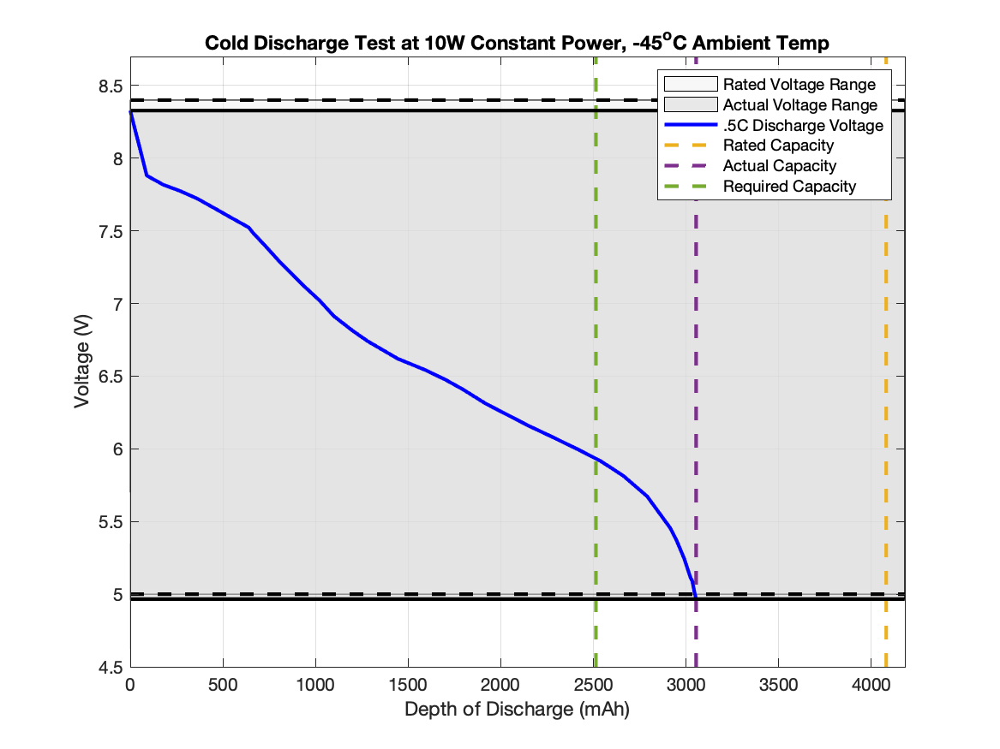 Cold Discharge Test at 10W Constant Power, -45°C Ambient Temp
8.5
8
7.5
7
6.5
6
5.5
5
4.5
Voltage (V)
Rated Voltage Range
Actual Voltage Range
.5C Discharge Voltage
Rated Capacity
Actual Capacity
Required Capacity
0 500 1000 1500 2000 2500 3000 3500 4000
Depth of Discharge (mAh)